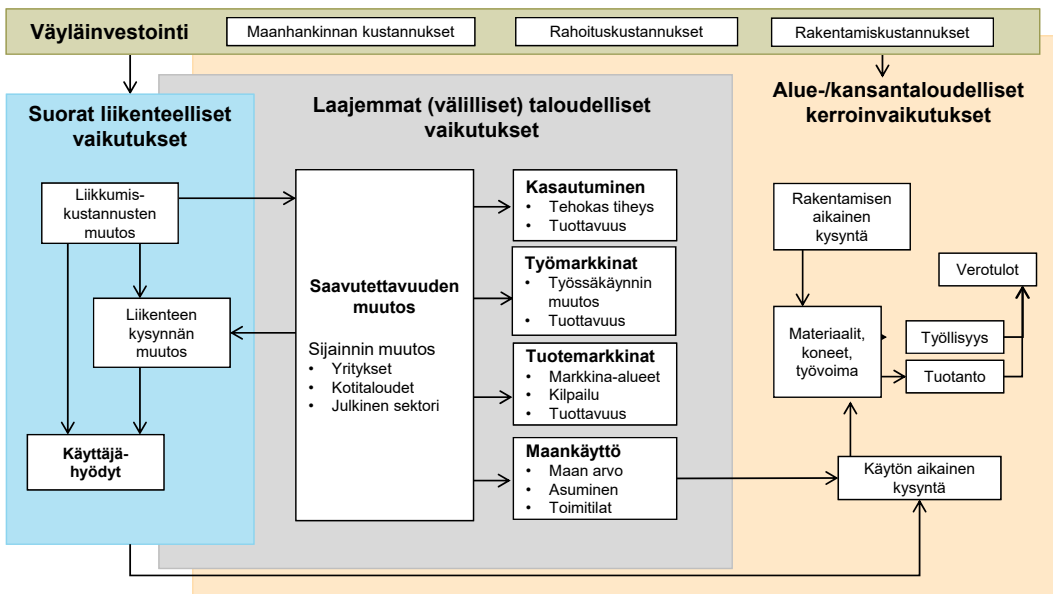 Väyläinvestointi
Maanhankinnan kustannukset
Rahoituskustannukset
Rakentamiskustannukset
Suorat liikenteelliset
vaikutukset
Liikkumis-
kustannusten
muutos
Liikenteen
kysynnän
muutos
Käyttäjä-
hyödyt
Laajemmat (välilliset) taloudelliset
vaikutukset
Saavutettavuuden
muutos
Sijainnin muutos
• Yritykset
• Kotitaloudet
• Julkinen sektori
Kasautuminen
• Tehokas tiheys
• Tuottavuus
Työmarkkinat
• Työssäkäynnin
muutos
• Tuottavuus
Tuotemarkkinat
• Markkina-alueet
• Kilpailu
• Tuottavuus
Maankäyttö
• Maan arvo
• Asuminen
• Toimitilat
Alue-/kansantaloudelliset
kerroinvaikutukset
Rakentamisen
aikainen
kysyntä
Verotulot
Materiaalit,
koneet,
työvoima
Työllisyys
Tuotanto
Käytön aikainen
kysyntä